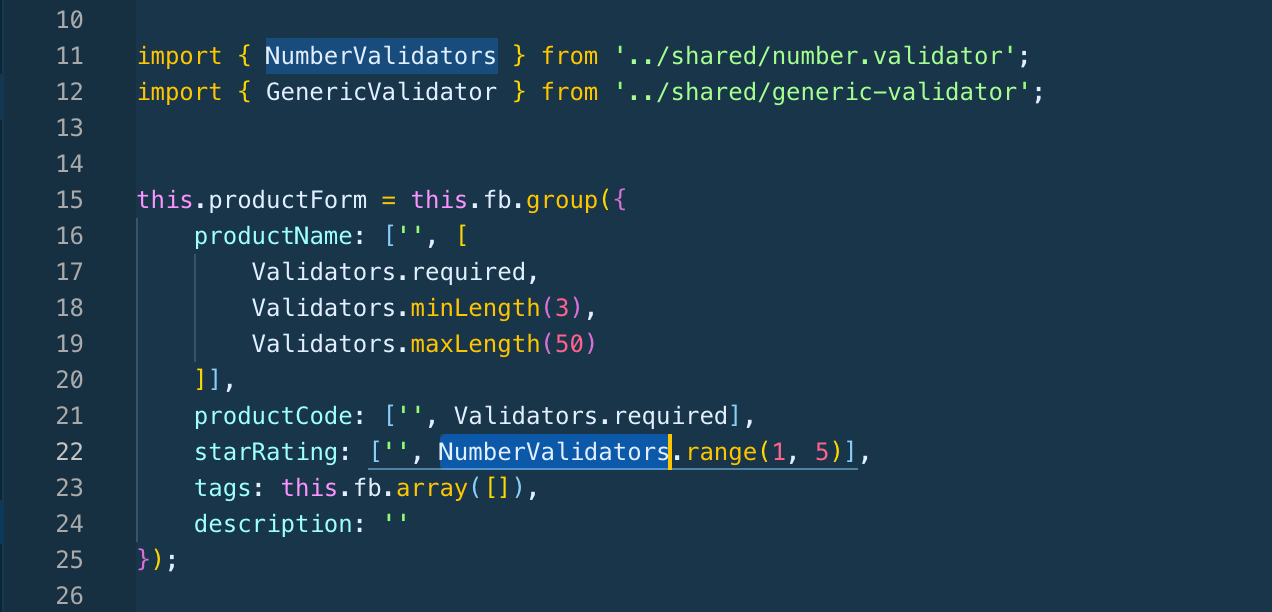 10
11 import { NumberValidators } from '../shared/number.validator';
12 import { GenericValidator } from '../shared/generic-validator';
13
14
15 this.productForm = this.fb.group({
16     productName: ['', [
17         Validators.required,
18         Validators.minLength(3),
19         Validators.maxLength(50)
20     ]],
21     productCode: ['', Validators.required],
22     starRating: ['', NumberValidators.range(1, 5)],
23     tags: this.fb.array([]),
24     description: ''
25 });
26